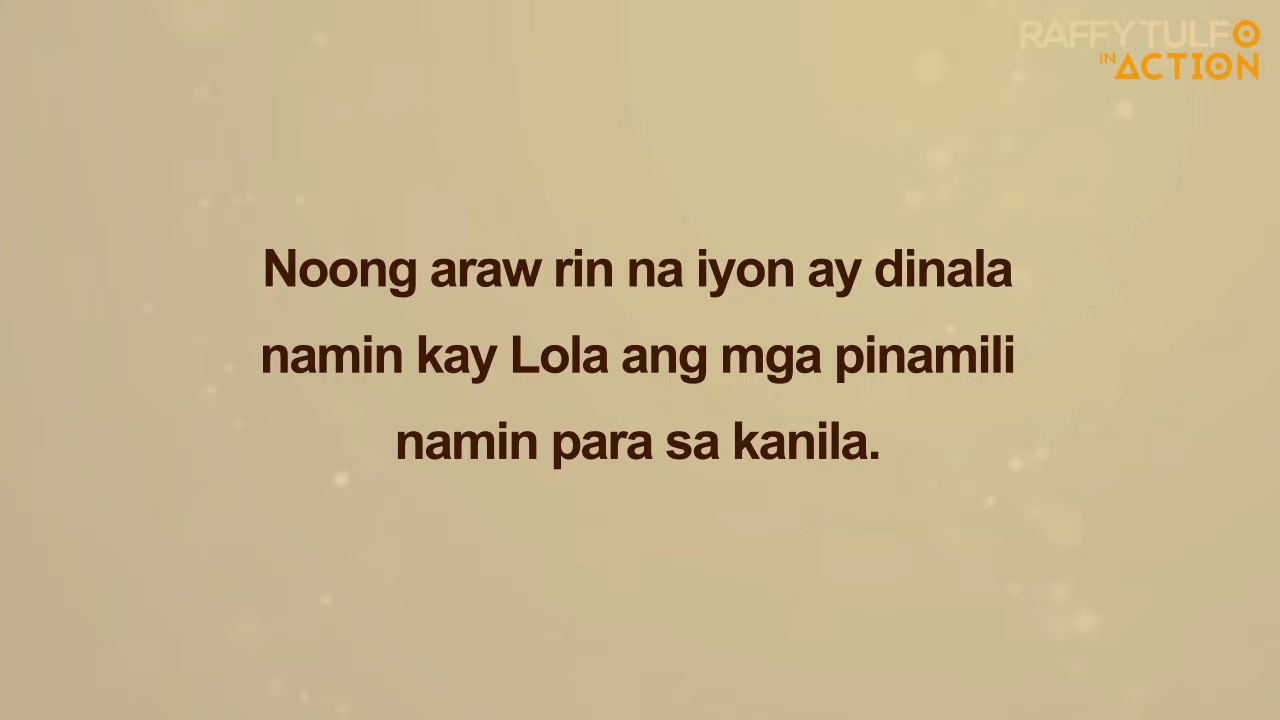 RAFFY TULFO
IN ACTION
Noong araw rin na iyon ay dinala
namin kay Lola ang mga pinamili
namin para sa kanila.